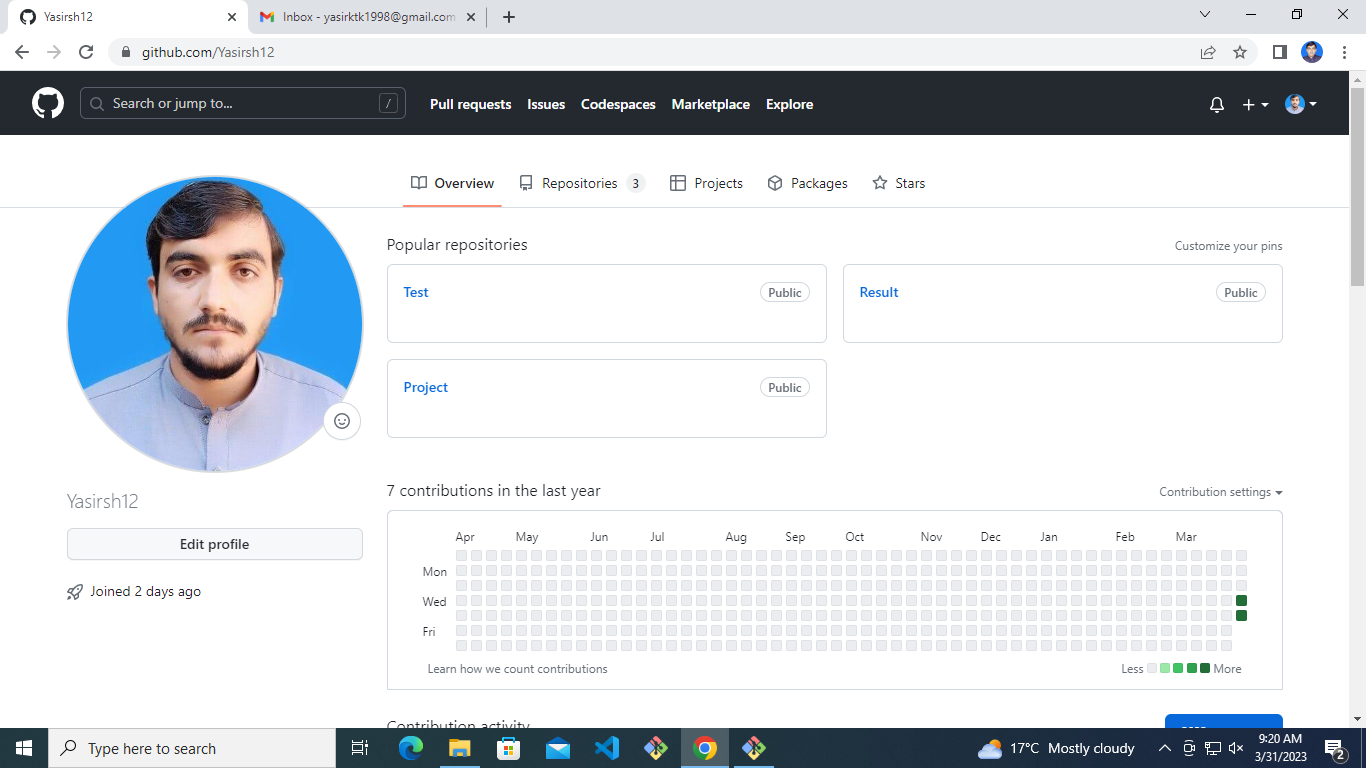 Yasirsh12
Inbox - yasirktk1998@gmail.com
github.com/Yasirsh12
Search or jump to...
/
Pull requests Issues Codespaces Marketplace Explore
Overview Repositories 3 Projects Packages Stars
Popular repositories
Customize your pins
Test Public
Result Public
Project Public
Yasirsh12
Edit profile
Joined 2 days ago
7 contributions in the last year
Contribution settings
Apr May Jun Jul Aug Sep Oct Nov Dec Jan Feb Mar
Mon
Wed
Fri
Learn how we count contributions
Less More
Contribution activity
Type here to search
17°C Mostly cloudy
9:20 AM
3/31/2023
2